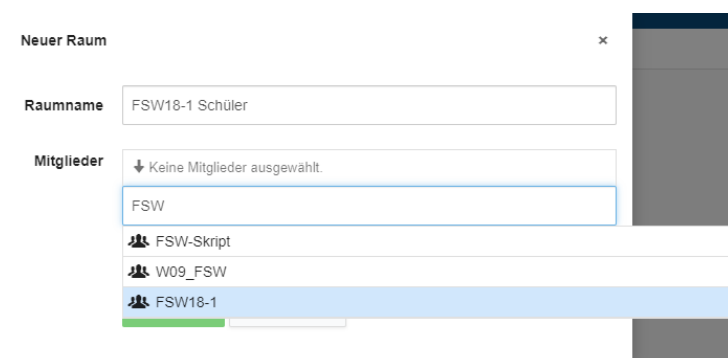 Neuer Raum ×
Raumname FSW18-1 Schüler
Mitglieder Keine Mitglieder ausgewählt.
FSW
FSW-Skript
W09_FSW
FSW18-1